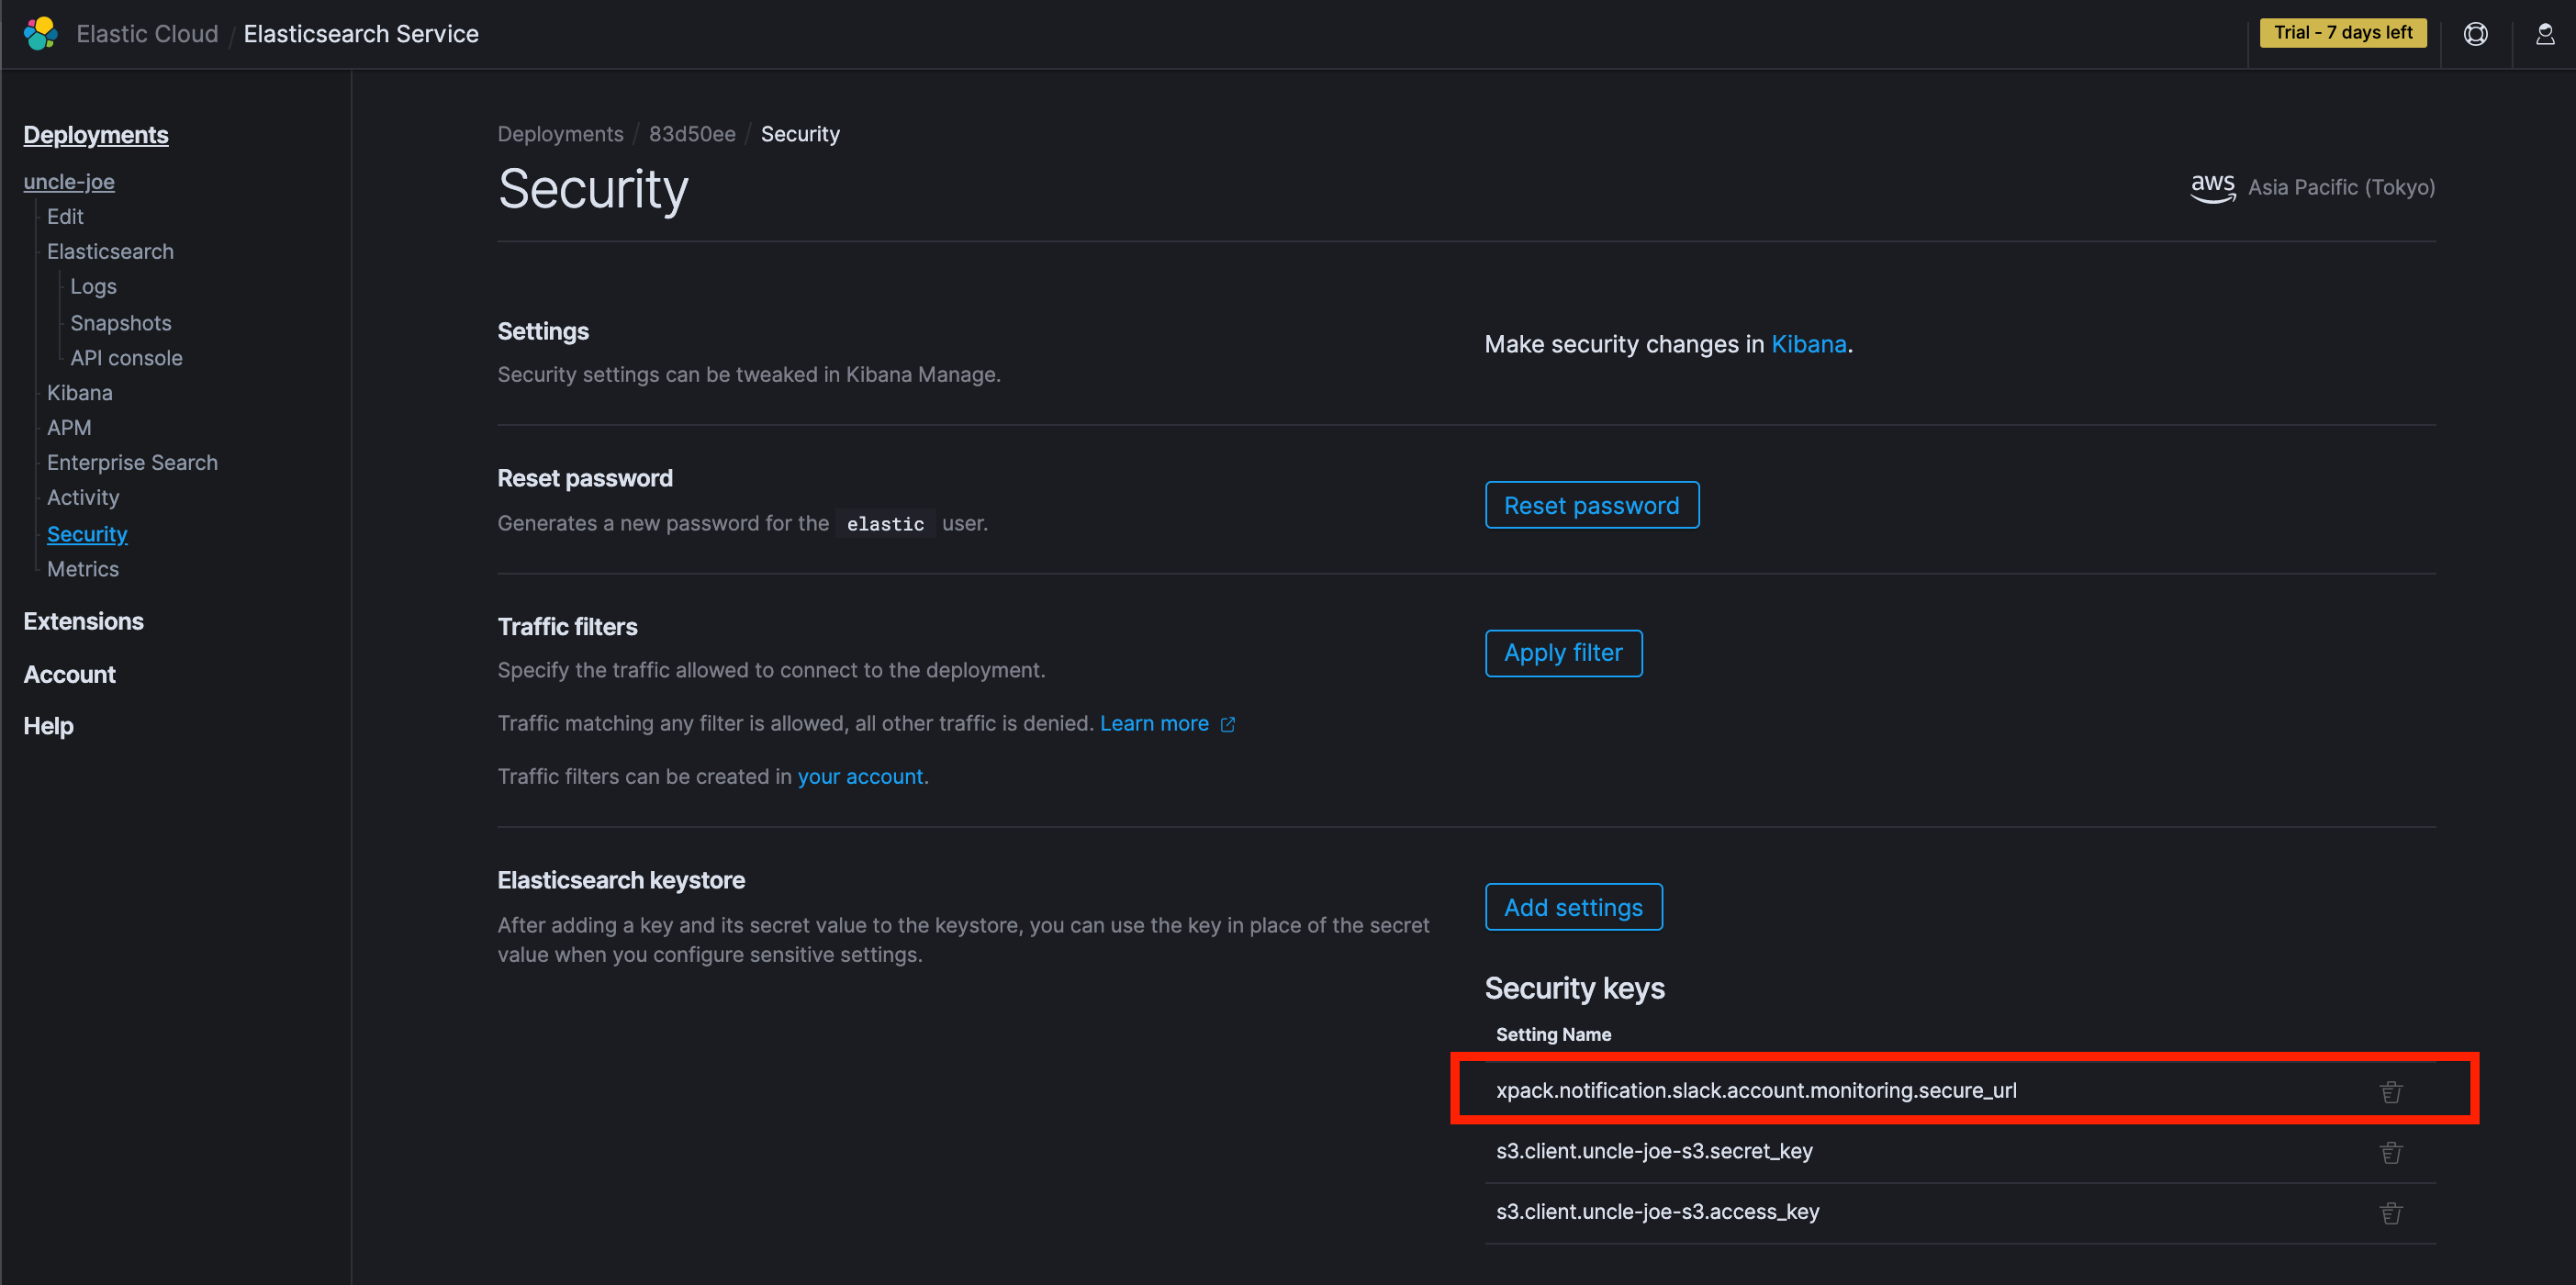 Elastic Cloud / Elasticsearch Service
Trial - 7 days left
Deployments
uncle-joe
Edit
Elasticsearch
Logs
Snapshots
API console
Kibana
APM
Enterprise Search
Activity
Security
Metrics
Extensions
Account
Help
Deployments / 83d50ee / Security
Security
aws Asia Pacific (Tokyo)
Settings
Security settings can be tweaked in Kibana Manage.
Make security changes in Kibana.
Reset password
Generates a new password for the elastic user.
Reset password
Traffic filters
Specify the traffic allowed to connect to the deployment.
Traffic matching any filter is allowed, all other traffic is denied. Learn more
Traffic filters can be created in your account.
Apply filter
Elasticsearch keystore
After adding a key and its secret value to the keystore, you can use the key in place of the secret
value when you configure sensitive settings.
Add settings
Security keys
Setting Name
xpack.notification.slack.account.monitoring.secure_url
s3.client.uncle-joe-s3.secret_key
s3.client.uncle-joe-s3.access_key